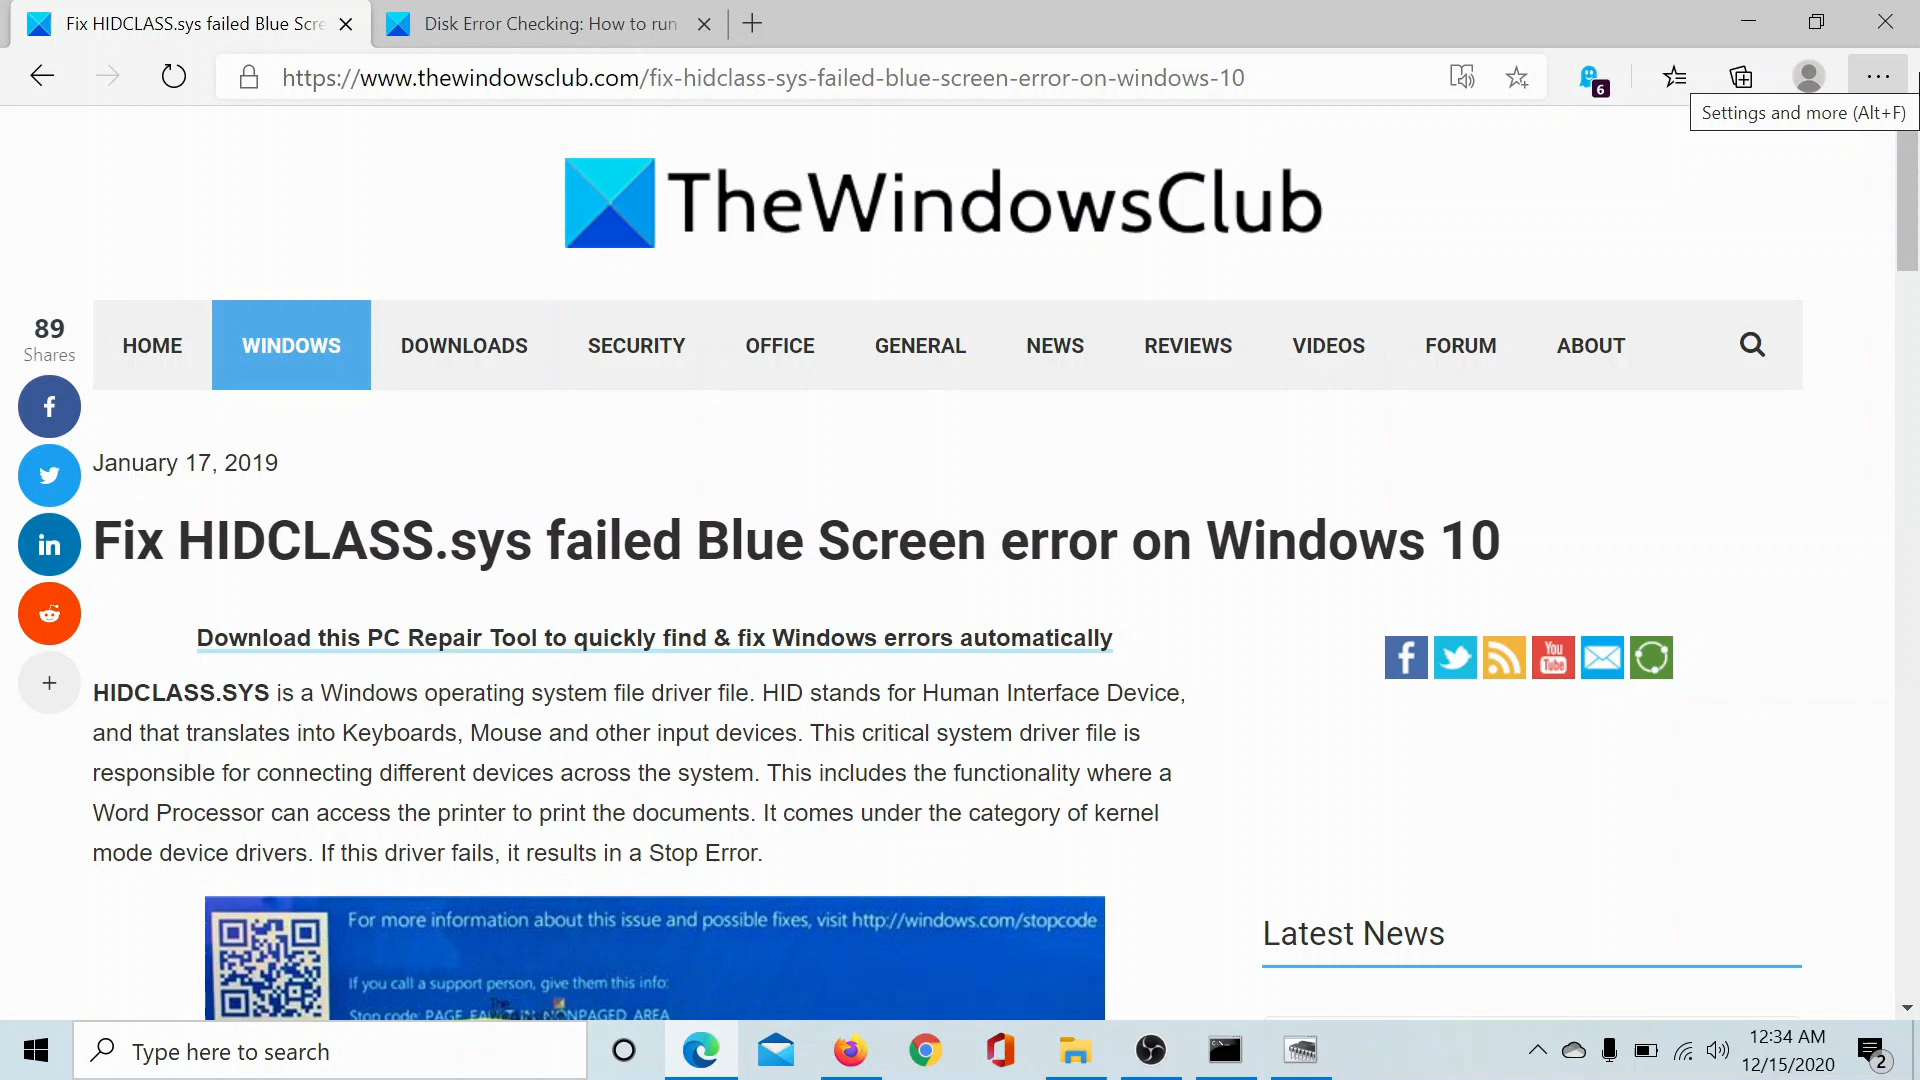 Fix HIDCLASS.sys failed Blue Scre
Disk Error Checking: How to run
https://www.thewindowsclub.com/fix-hidclass-sys-failed-blue-screen-error-on-windows-10
6
Settings and more (Alt+F)
TheWindowsClub
HOME WINDOWS DOWNLOADS SECURITY OFFICE GENERAL NEWS REVIEWS VIDEOS FORUM ABOUT
89
Shares
January 17, 2019
Fix HIDCLASS.sys failed Blue Screen error on Windows 10
Download this PC Repair Tool to quickly find & fix Windows errors automatically
You
Tube
HIDCLASS.SYS is a Windows operating system file driver file. HID stands for Human Interface Device,
and that translates into Keyboards, Mouse and other input devices. This critical system driver file is
responsible for connecting different devices across the system. This includes the functionality where a
Word Processor can access the printer to print the documents. It comes under the category of kernel
mode device drivers. If this driver fails, it results in a Stop Error.
For more information about this issue and possible fixes, visit http://windows.com/stopcode
If you call a support person, give them this info:
Stop code: PAGE_FAULT_IN_NONPAGED_AREA
Latest News
Type here to search
12:34 AM
12/15/2020
2